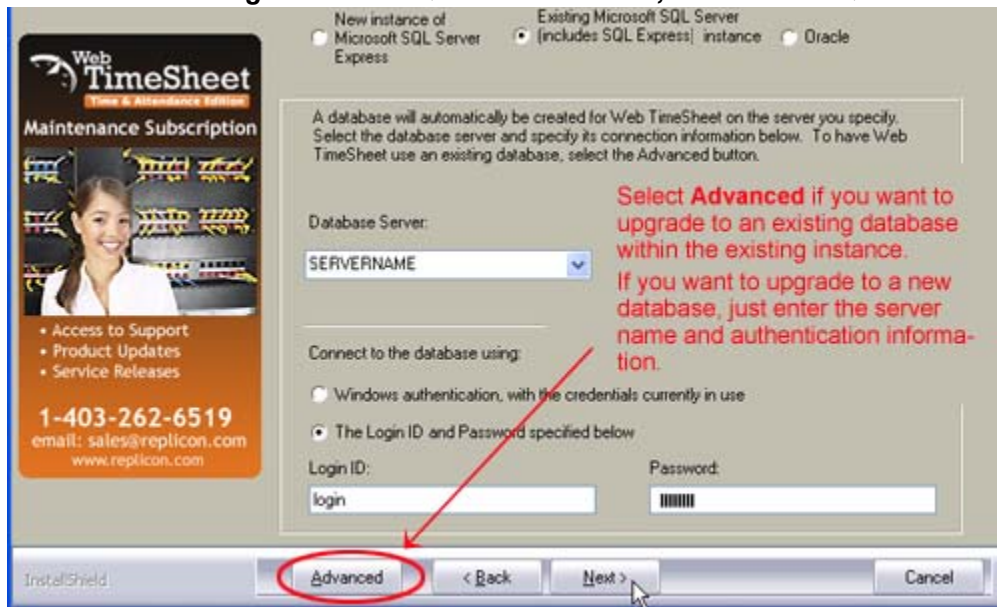 New instance of
Microsoft SQL Server
Express
Existing Microsoft SQL Server
(includes SQL Express) instance
Oracle
Web
TimeSheet
Time & Attendance Edition
Maintenance Subscription
• Access to Support
• Product Updates
• Service Releases
1-403-262-6519
email: sales@replicon.com
www.replicon.com
A database will automatically be created for Web TimeSheet on the server you specify.
Select the database server and specify its connection information below. To have Web
TimeSheet use an existing database, select the Advanced button.
Select Advanced if you want to
upgrade to an existing database
within the existing instance.
If you want to upgrade to a new
database, just enter the server
name and authentication informa-
tion.
Database Server:
SERVERNAME
Connect to the database using:
Windows authentication, with the credentials currently in use
The Login ID and Password specified below
Login ID:
Password:
login
InstallShield
Advanced
< Back
Next >
Cancel